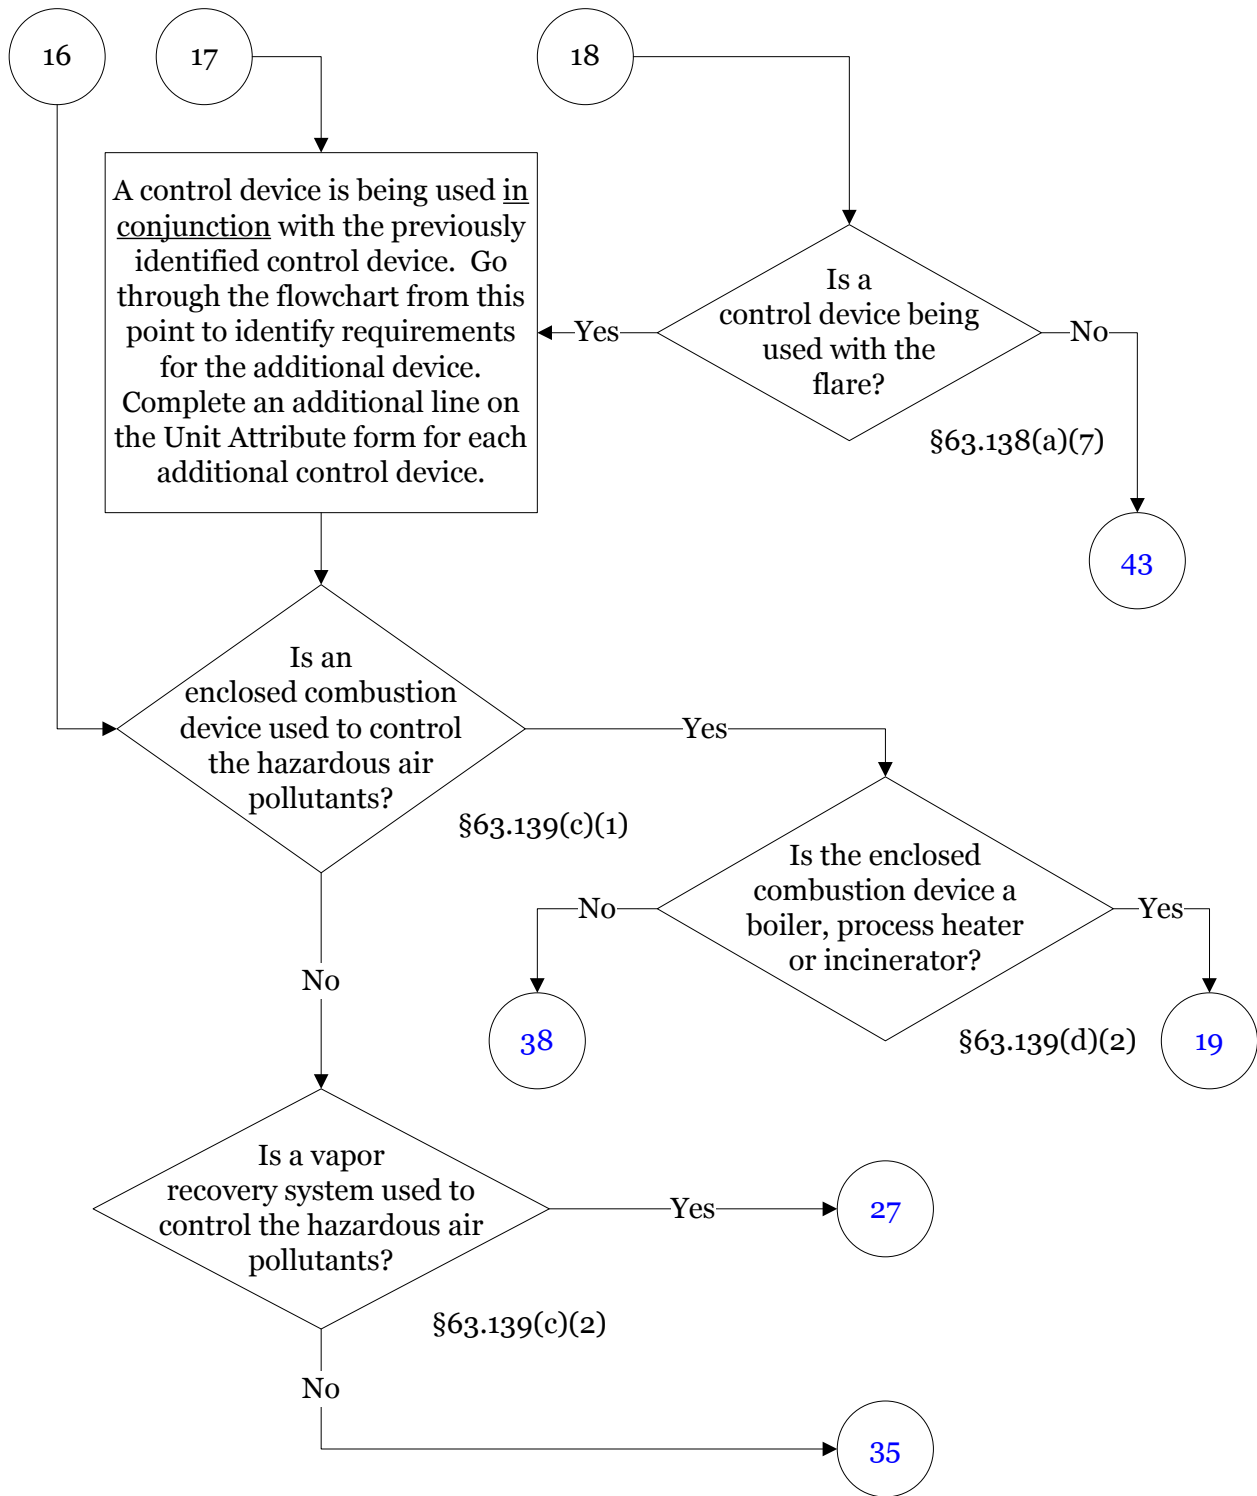 16
17
18
A control device is being used in
conjunction with the previously
identified control device.  Go
through the flowchart from this
point to identify requirements
for the additional device.
Complete an additional line on
the Unit Attribute form for each
additional control device.
Is a
control device being
used with the
flare?
Yes
No
§63.138(a)(7)
43
Is an
enclosed combustion
device used to control
the hazardous air
pollutants?
Yes
§63.139(c)(1)
Is the enclosed
combustion device a
boiler, process heater
or incinerator?
No
Yes
No
38
§63.139(d)(2)
19
Is a vapor
recovery system used to
control the hazardous air
pollutants?
Yes
27
§63.139(c)(2)
No
35